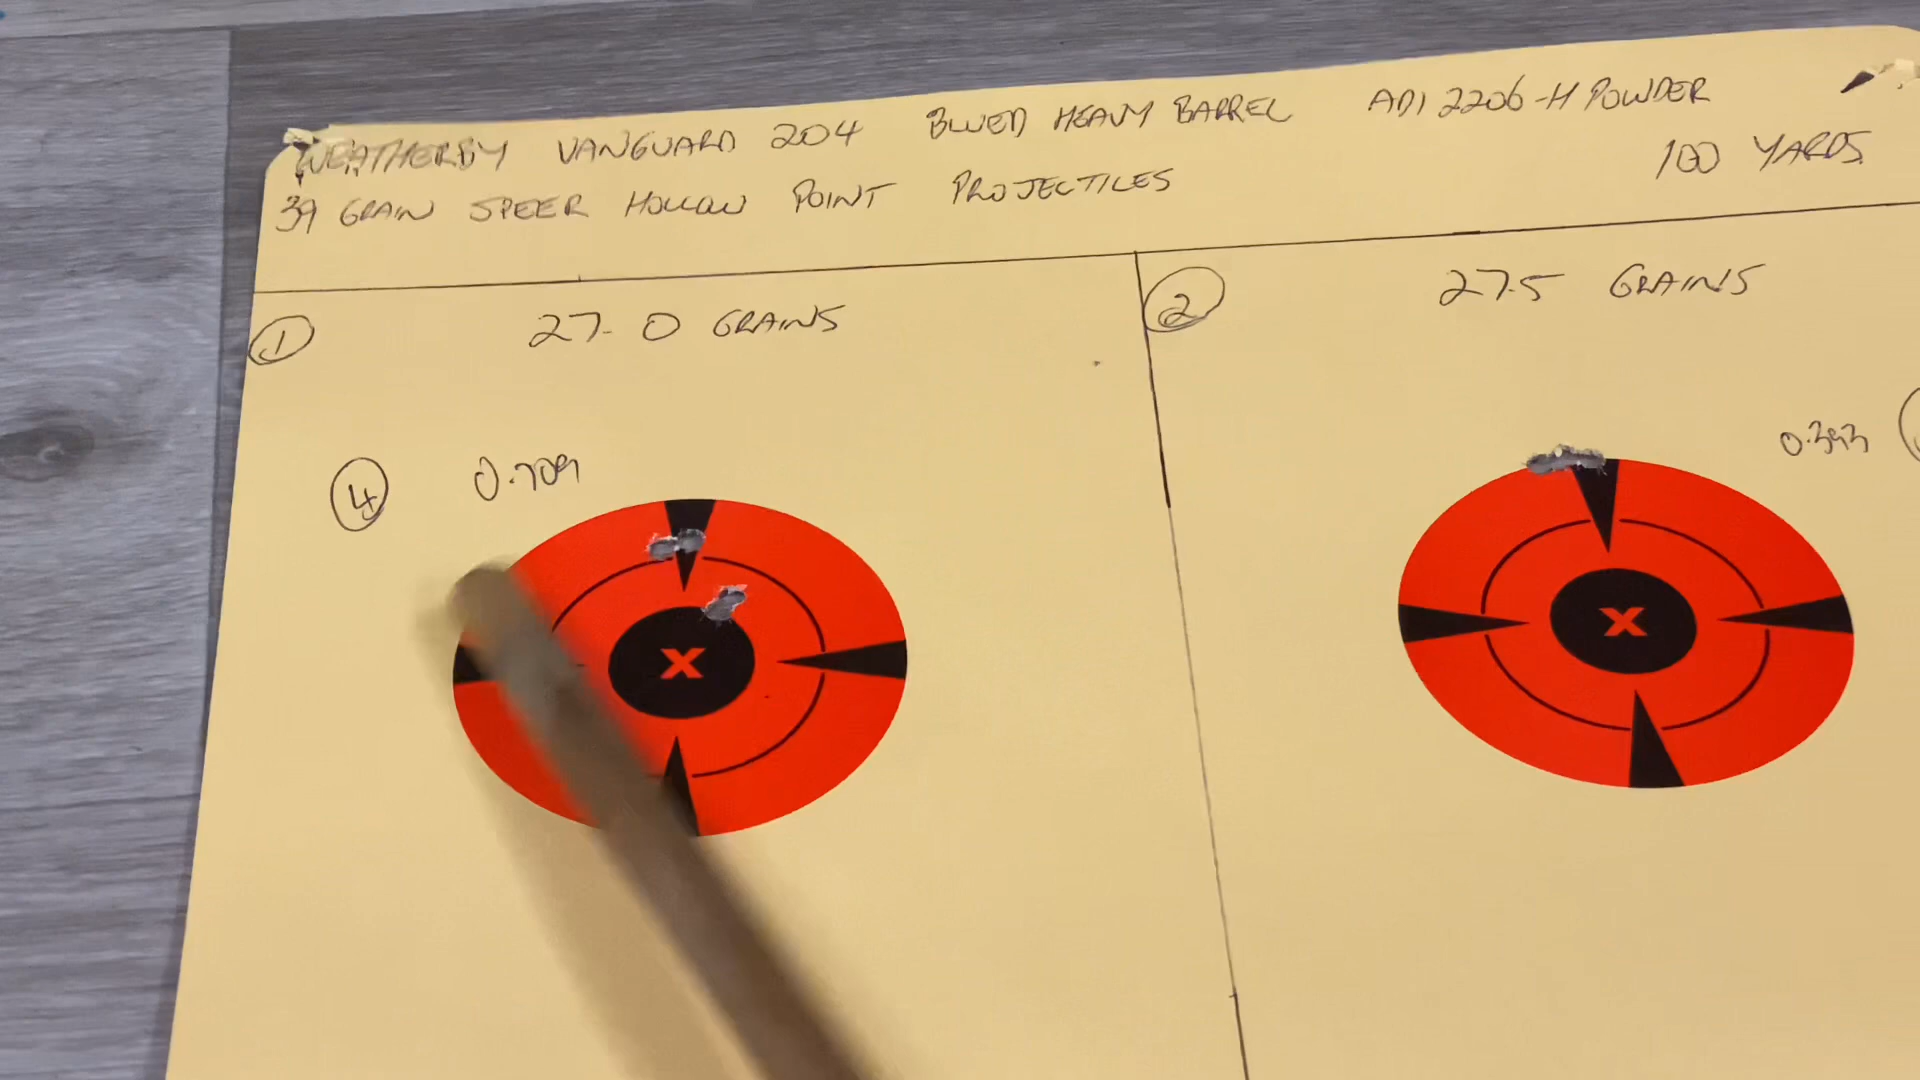 WEATHERBY VANGUARD 204 BLUED HEAVY BARREL ADI 2206-H POWDER
100 YARDS
39 GRAIN SPEER HOLLOW POINT PROJECTILES
1 27.0 GRAINS
2 27.5 GRAINS
4 0.709
0.393
X
X